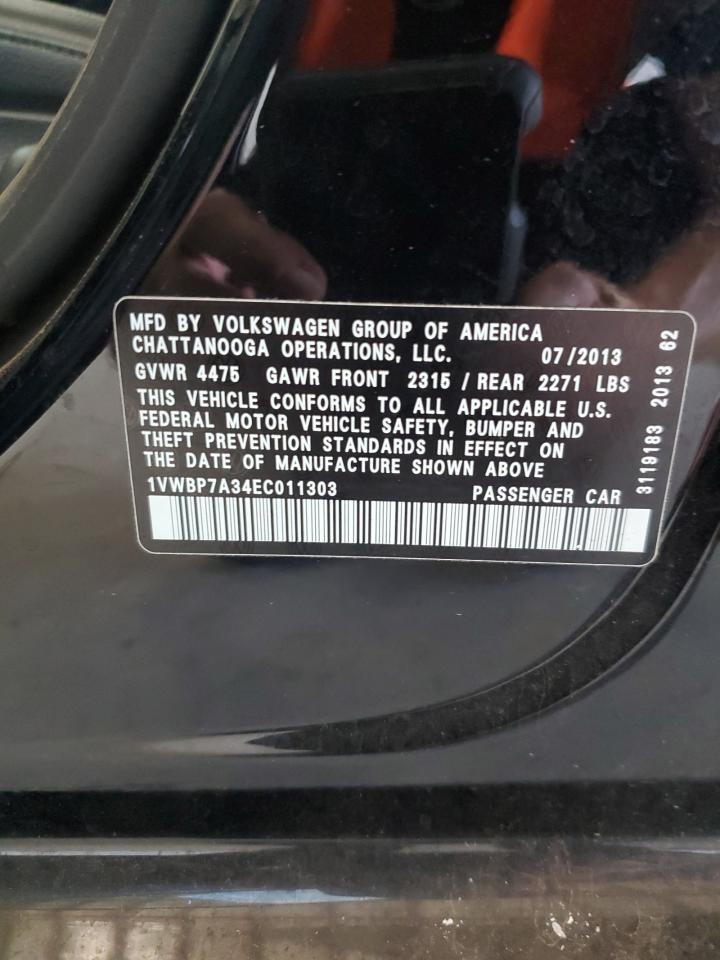 MFD BY VOLKSWAGEN GROUP OF AMERICA
CHATTANOOGA OPERATIONS, LLC. 07/2013
GVWR 4475 GAWR FRONT 2315 / REAR 2271 LBS
THIS VEHICLE CONFORMS TO ALL APPLICABLE U.S.
FEDERAL MOTOR VEHICLE SAFETY, BUMPER AND
THEFT PREVENTION STANDARDS IN EFFECT ON
THE DATE OF MANUFACTURE SHOWN ABOVE
1VWBP7A34EC011303 PASSENGER CAR
3119183 2013 62